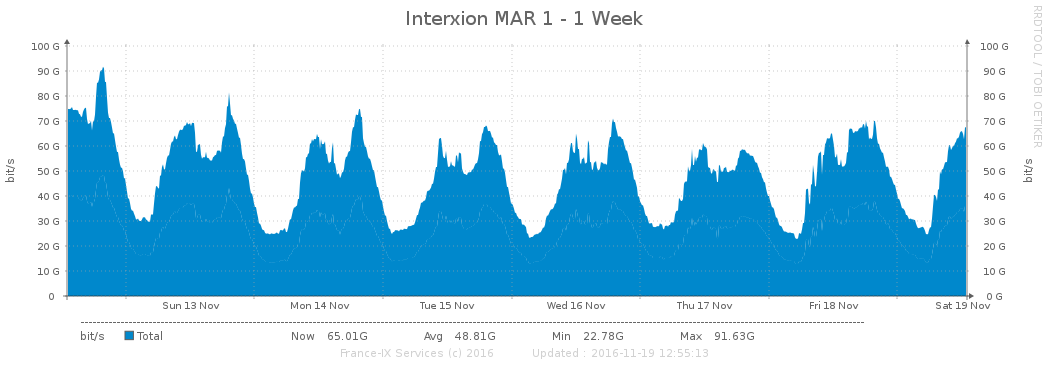 Interxion MAR 1 - 1 Week
RRDTOOL / TOBI OETIKER
100 G 100 G
90 G 90 G
80 G 80 G
70 G 70 G
60 G 60 G
50 G 50 G
40 G 40 G
30 G 30 G
20 G 20 G
10 G 10 G
0 0 G
bit/s
bit/s
Sun 13 Nov Mon 14 Nov Tue 15 Nov Wed 16 Nov Thu 17 Nov Fri 18 Nov Sat 19 Nov
bit/s Total Now 65.01G Avg 48.81G Min 22.78G Max 91.63G
France-IX Services (c) 2016 Updated : 2016-11-19 12:55:13